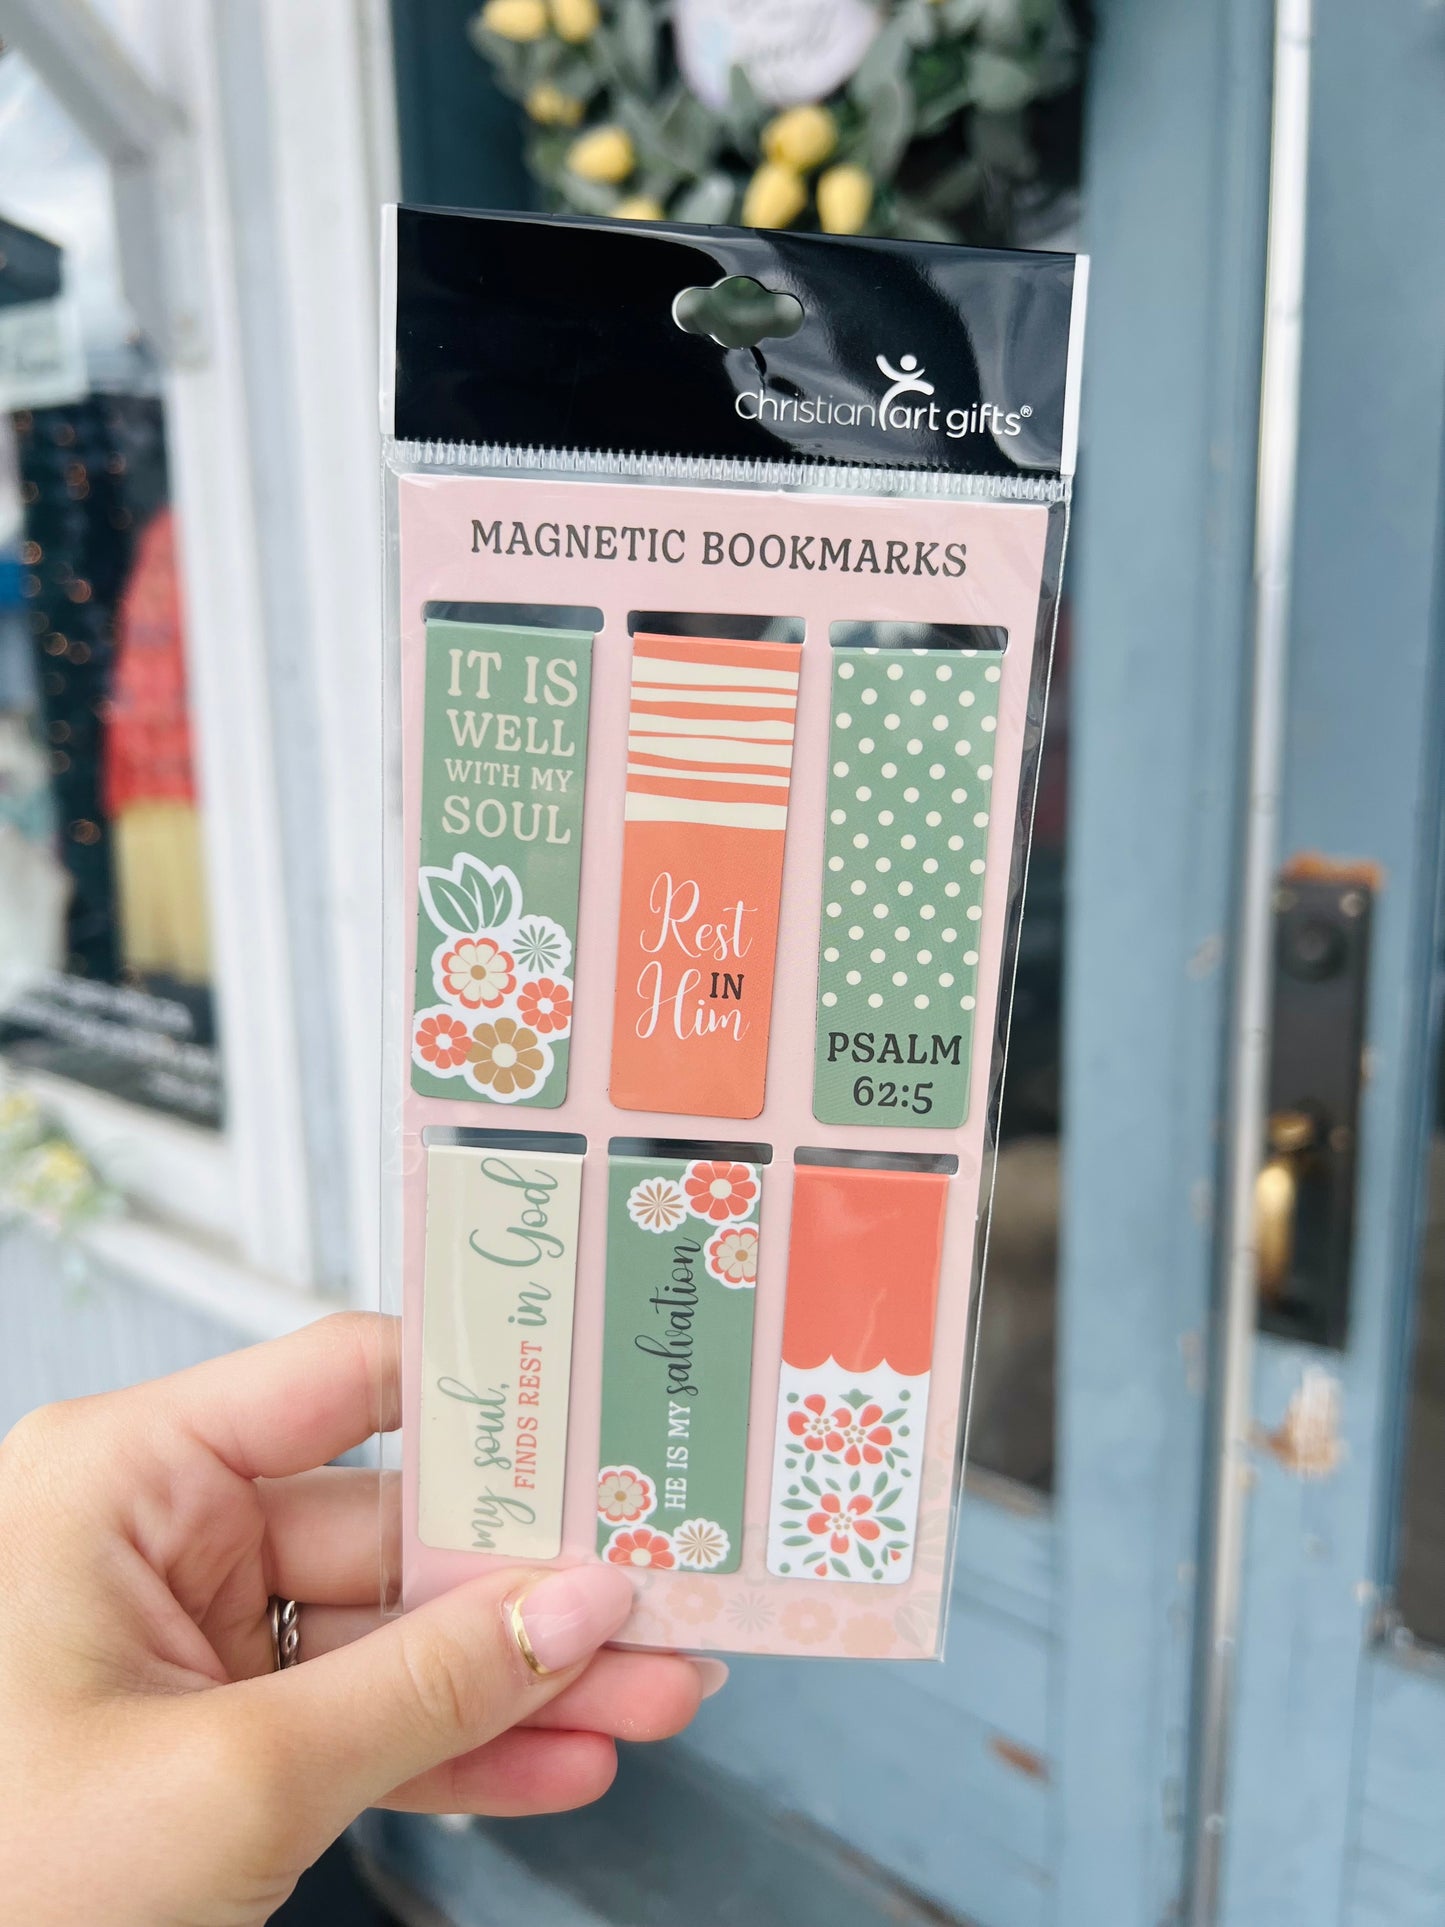 Christian art gifts®
MAGNETIC BOOKMARKS
IT IS
WELL
WITH MY
SOUL
Rest
IN
Him
PSALM
62:5
my soul,
FINDS REST in God
HE IS MY salvation